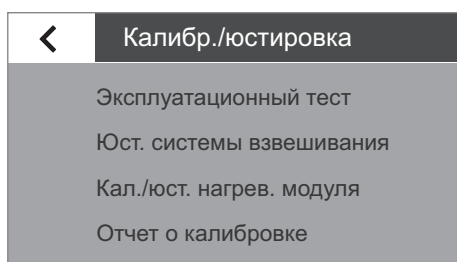 Калибр./юстировка
Эксплуатационный тест
Юст. системы взвешивания
Кал./юст. нагрев. модуля
Отчет о калибровке